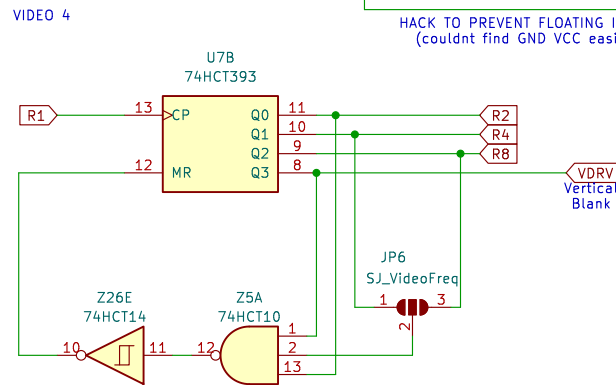 VIDEO 4
HACK TO PREVENT FLOATING I
(couldnt find GND VCC easi
U7B
74HCT393
R1 13 CP Q0 11 R2
Q1 10 R4
Q2 9 R8
12 MR Q3 8 VDRV
Vertical
Blank
JP6
SJ_VideoFreq
1 3
2
Z26E
74HCT14
Z5A
74HCT10
10 11 12 1
2
13